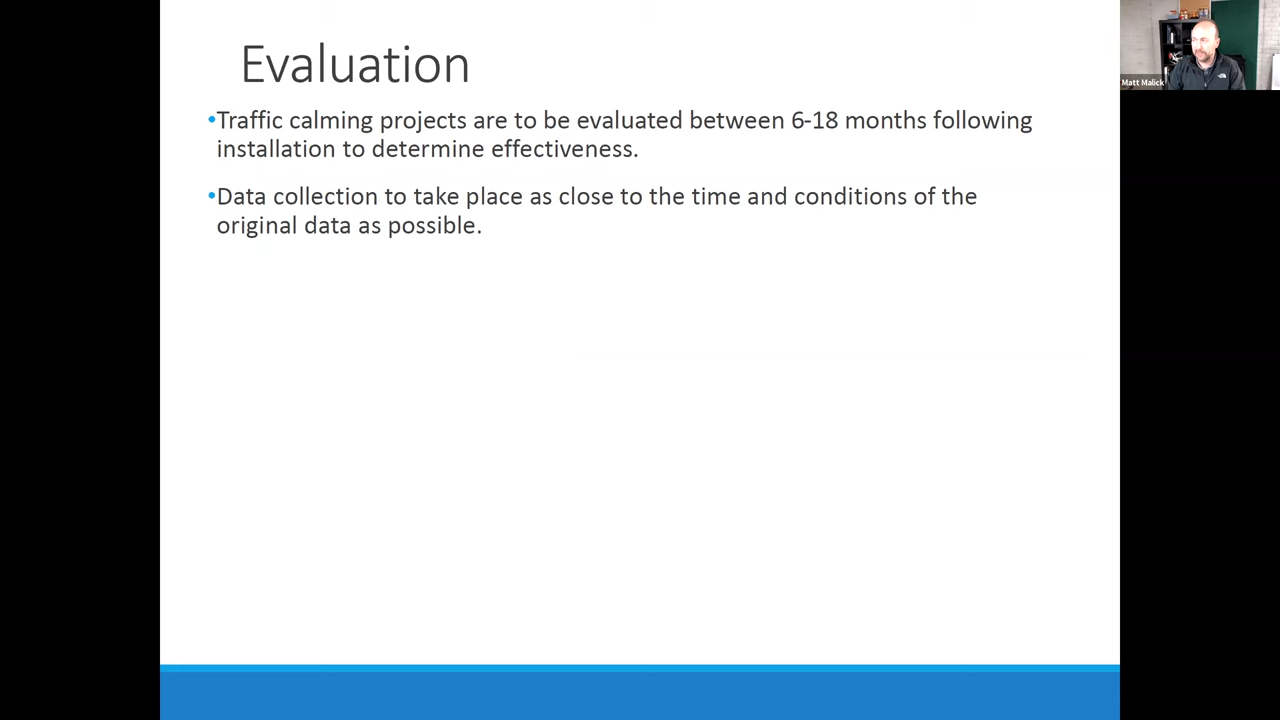 Evaluation
•Traffic calming projects are to be evaluated between 6-18 months following
installation to determine effectiveness.
•Data collection to take place as close to the time and conditions of the
original data as possible.
Matt Malick